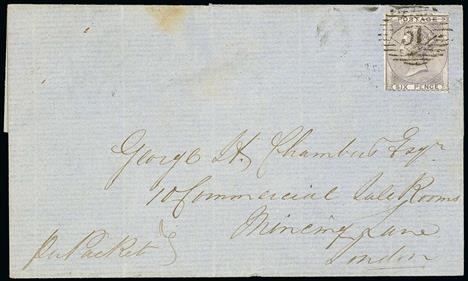 POSTAGE
51
SIX PENCE
George H. Chambers Esqr
10 Commercial Sale Rooms
Mincing Lane
London
per Packet